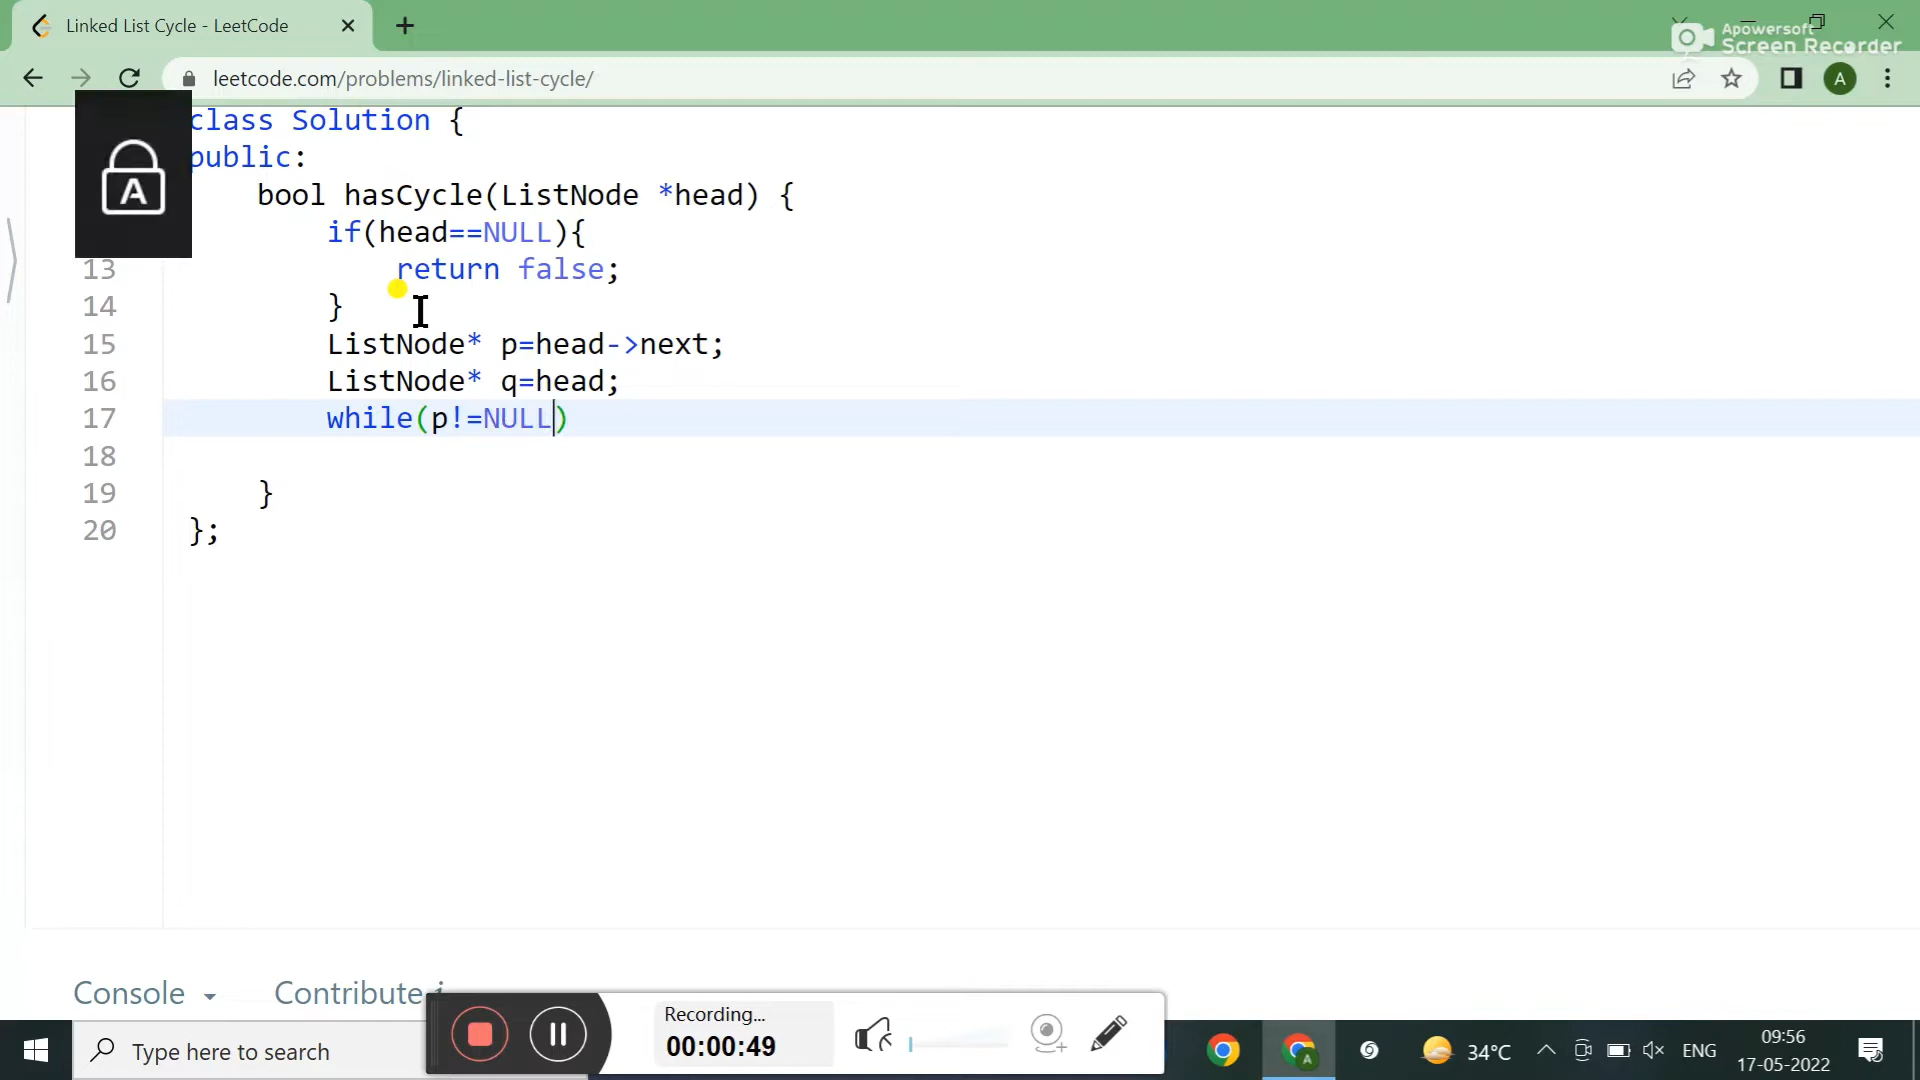 Linked List Cycle - LeetCode
Apowersoft
Screen Recorder
leetcode.com/problems/linked-list-cycle/
A
A
class Solution {
public:
bool hasCycle(ListNode *head) {
if(head==NULL){
13 return false;
14 }
15 ListNode* p=head->next;
16 ListNode* q=head;
17 while(p!=NULL)
18
19 }
20 };
Console
Contribute i
Recording...
00:00:49
Type here to search
A
34°C
ENG
09:56
17-05-2022